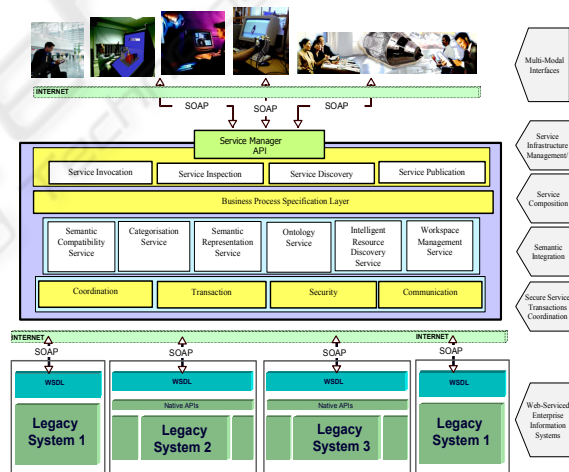 Multi-Modal
Interfaces
INTERNET
SOAP
SOAP
SOAP
Service Manager
API
Service
Infrastructure
Management/
Service Invocation
Service Inspection
Service Discovery
Service Publication
Business Process Specification Layer
Service
Composition
Semantic
Compatibility
Service
Categorisation
Service
Semantic
Representation
Service
Ontology
Service
Intelligent
Resource
Discovery
Service
Workspace
Management
Service
Semantic
Integration
Coordination
Transaction
Security
Communication
Secure Service
Transactions
Coordination
INTERNET
INTERNET
SOAP
SOAP
SOAP
SOAP
WSDL
WSDL
WSDL
WSDL
Native APIs
Native APIs
Legacy
System 1
Legacy
System 2
Legacy
System 3
Legacy
System 1
Web-Serviced
Enterprise
Information
Systems